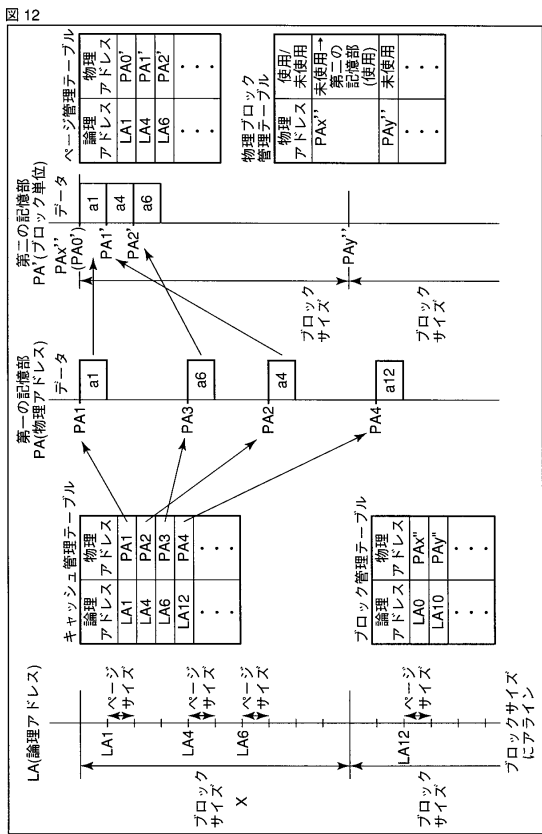 図 12
LA(論理アドレス)
ブロック
サイズ
X
LA1
ページ
サイズ
LA4
ページ
サイズ
LA6
ページ
サイズ
ブロック
サイズ
LA12
ページ
サイズ
ブロックサイズ
にアライン
キャッシュ管理テーブル
論理
アドレス
物理
アドレス
LA1 PA1
LA4 PA2
LA6 PA3
LA12 PA4
・・・ ・・・
ブロック管理テーブル
論理
アドレス
物理
アドレス
LA0 PAx''
LA10 PAy''
・・・ ・・・
第一の記憶部
PA(物理アドレス)
データ
PA1 a1
PA3 a6
PA2 a4
PA4 a12
第二の記憶部
PA'(ブロック単位)
データ
PAx''
(PA0')
a1
PA1' a4
PA2' a6
ブロック
サイズ
PAy''
ブロック
サイズ
ページ管理テーブル
論理
アドレス
物理
アドレス
LA1 PA0'
LA4 PA1'
LA6 PA2'
・・・ ・・・
物理ブロック
管理テーブル
物理
アドレス
使用/
未使用
PAx''
未使用→
第二の
記憶部
(使用)
PAy'' 未使用
・・・ ・・・